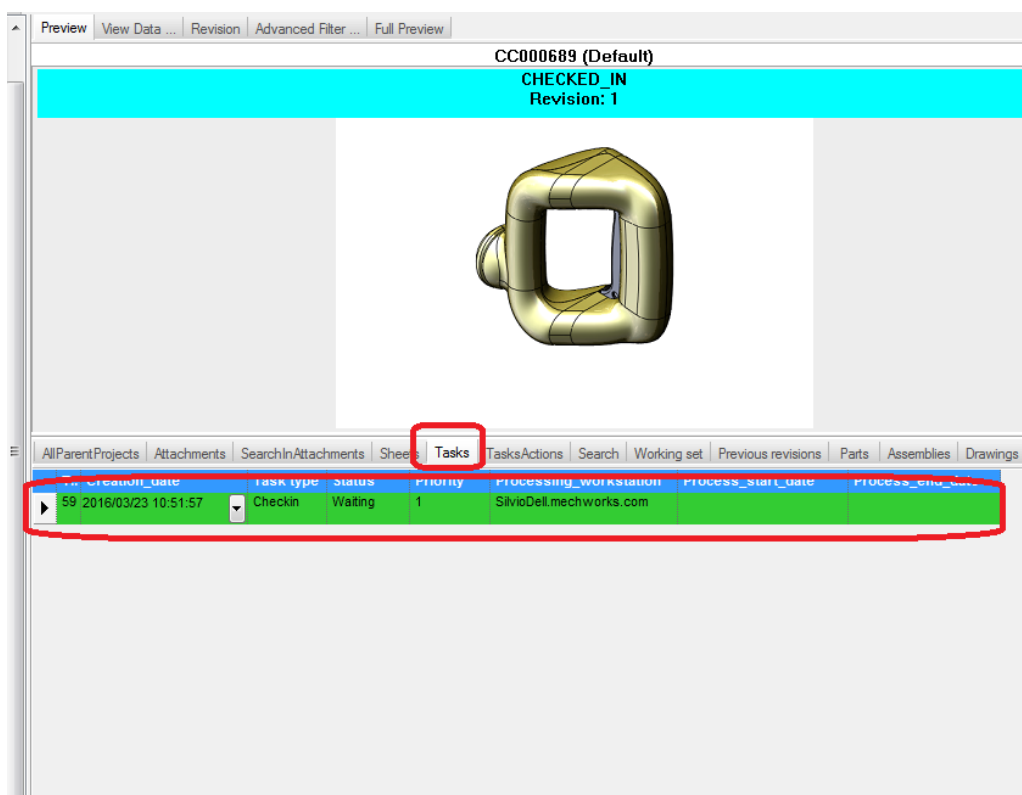 Preview View Data ... Revision Advanced Filter ... Full Preview
CC000689 (Default)
CHECKED_IN
Revision: 1
AllParentProjects Attachments SearchInAttachments Sheets Tasks TasksActions Search Working set Previous revisions Parts Assemblies Drawings
Creation_date Task type Status Priority Processing_workstation Process_start_date Process_end_date
59 2016/03/23 10:51:57 Checkin Waiting 1 SilvioDell.mechworks.com